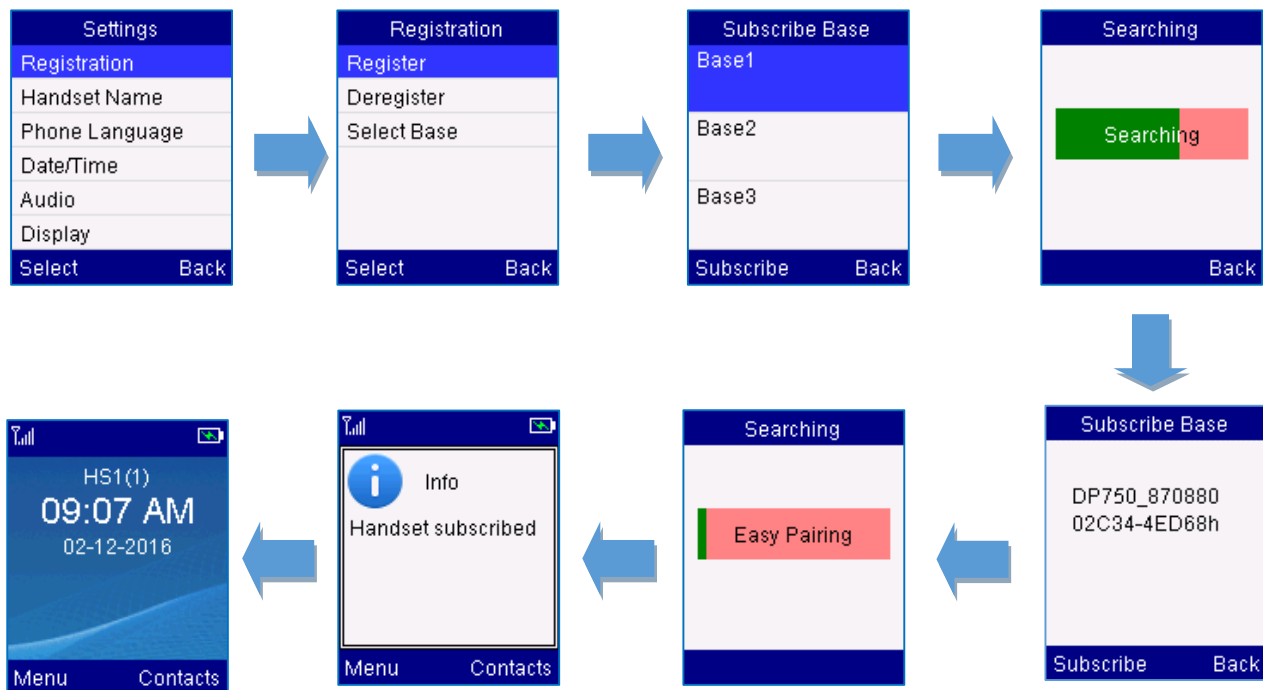 Settings
Registration
Handset Name
Phone Language
Date/Time
Audio
Display
Select Back
Registration
Register
Deregister
Select Base
Select Back
Subscribe Base
Base1
Base2
Base3
Subscribe Back
Searching
Searching
Back
Subscribe Base
DP750_870880
02C34-4ED68h
Subscribe Back
Searching
Easy Pairing
Info
Handset subscribed
Menu Contacts
HS1(1)
09:07 AM
02-12-2016
Menu Contacts